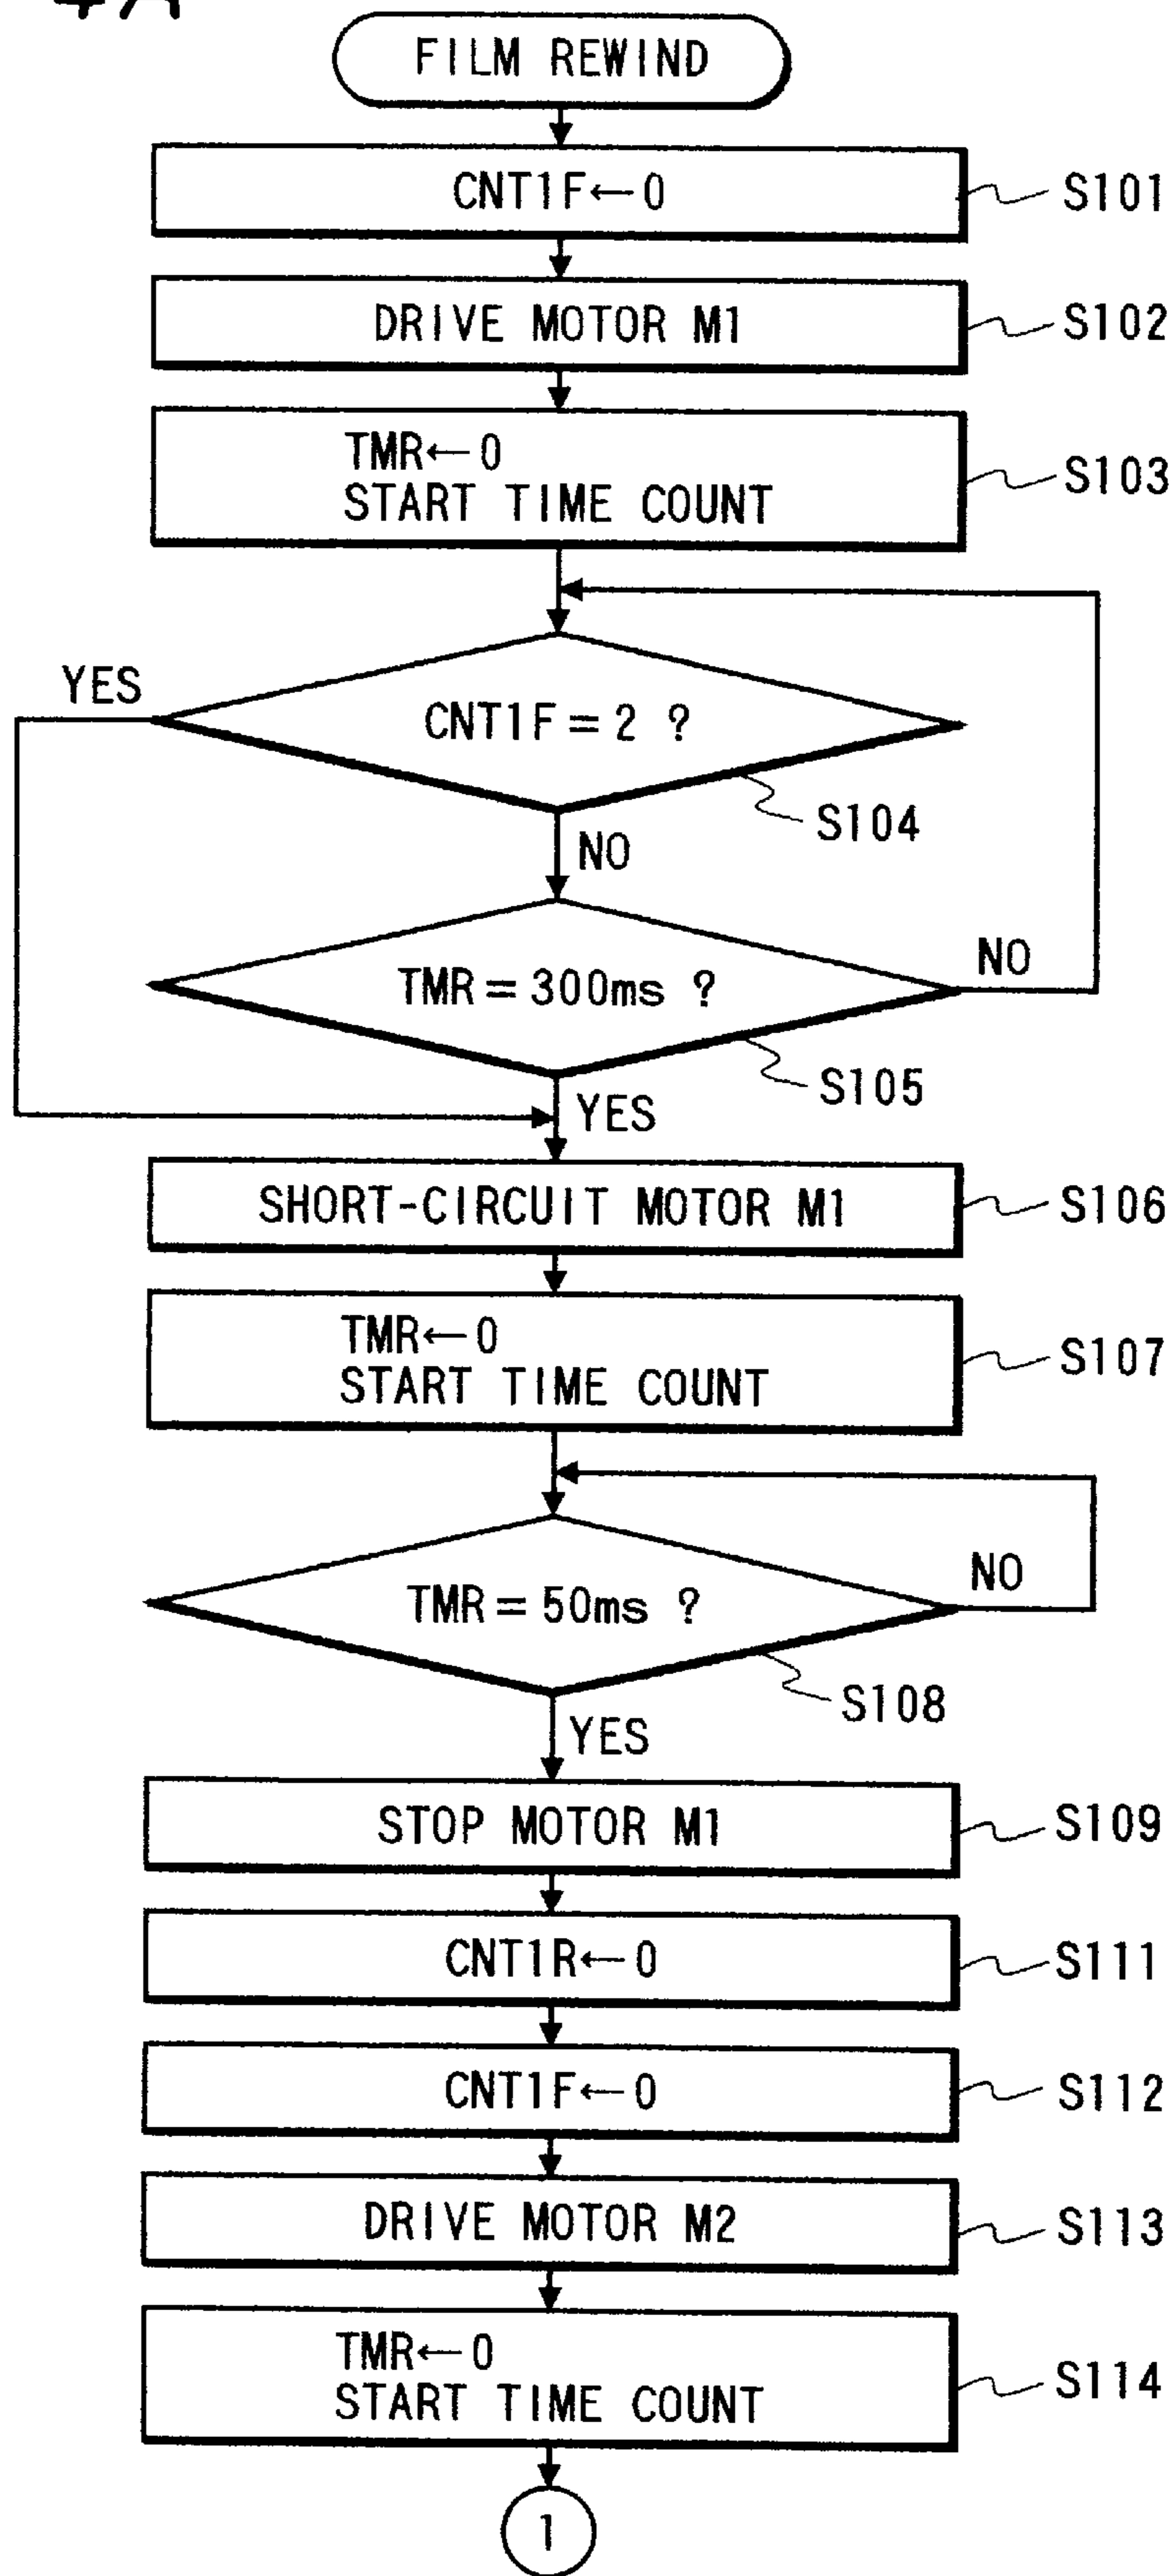 4A
FILM REWIND
CNT1F←0
S101
DRIVE MOTOR M1
S102
TMR←0
START TIME COUNT
S103
YES
CNT1F=2 ?
S104
NO
TMR=300ms ?
NO
S105
YES
SHORT-CIRCUIT MOTOR M1
S106
TMR←0
START TIME COUNT
S107
TMR=50ms ?
NO
S108
YES
STOP MOTOR M1
S109
CNT1R←0
S111
CNT1F←0
S112
DRIVE MOTOR M2
S113
TMR←0
START TIME COUNT
S114
1